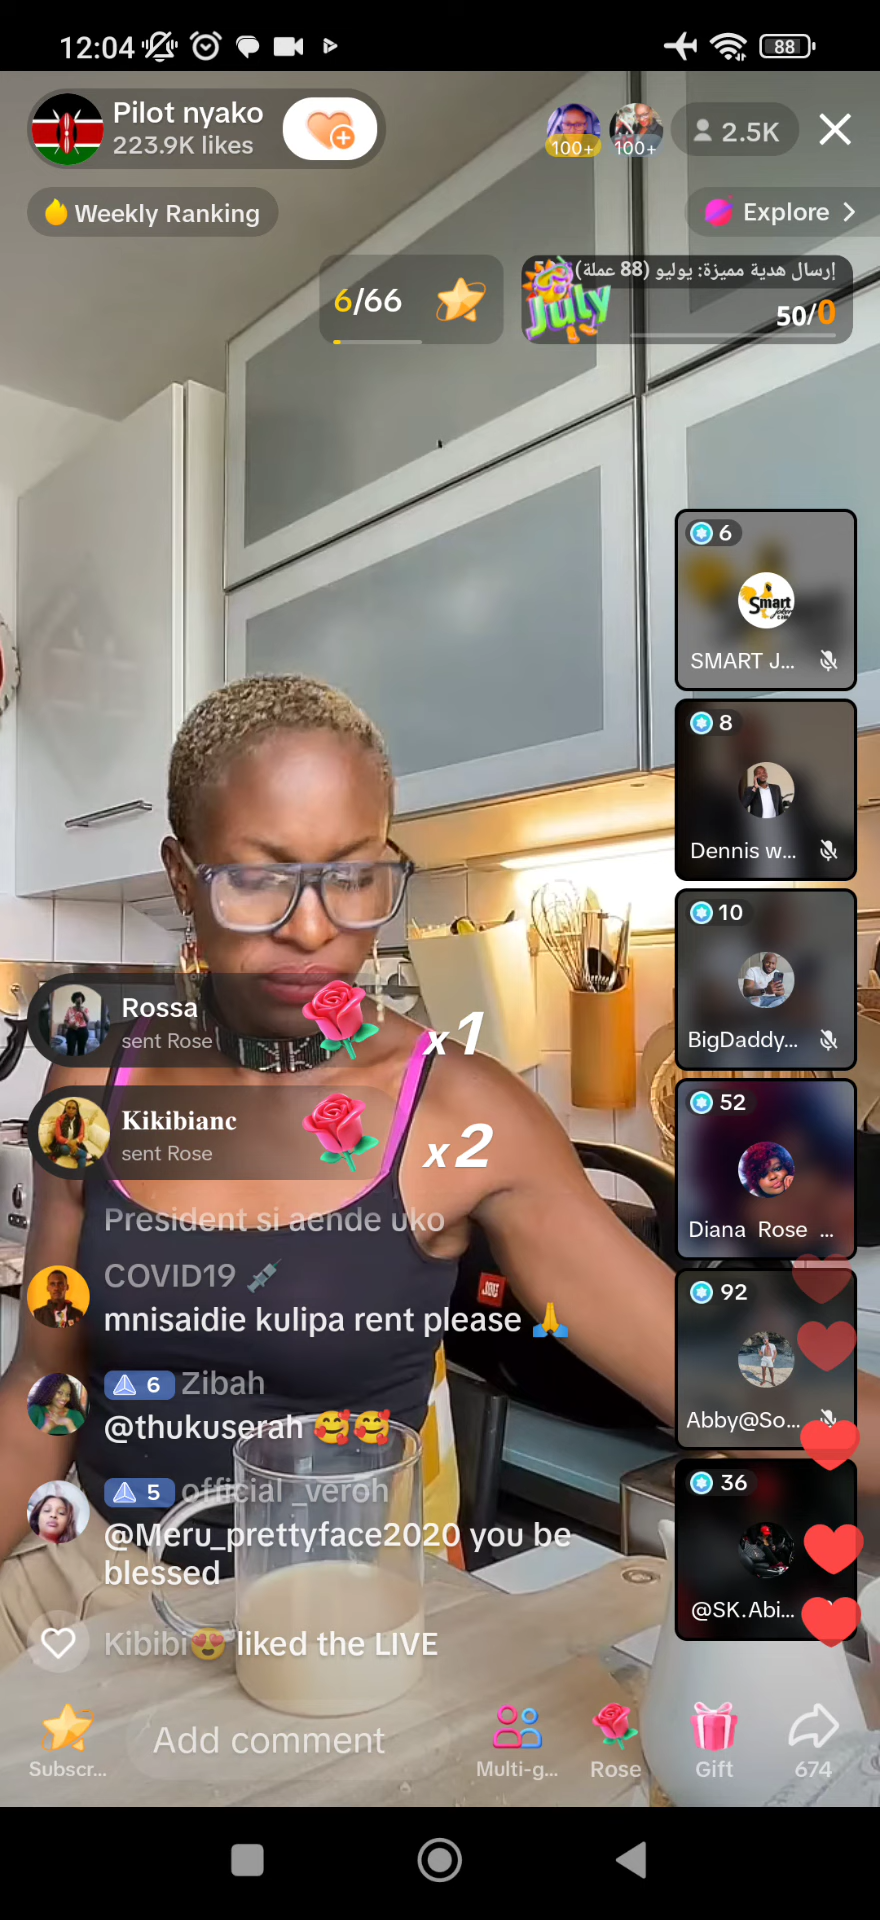 12:04
88
Pilot nyako
223.9K likes
100+
100+
2.5K
Weekly Ranking
Explore
6/66
إرسال هدية مميزة: يوليو (88 عملة)
July
50/0
6
Smart
SMART J...
8
Dennis w...
10
BigDaddy...
52
Diana Rose ...
92
Abby@So...
36
@SK.Abi...
Rossa
sent Rose
x1
Kikibianc
sent Rose
x2
President si aende uko
COVID19
mnisaidie kulipa rent please 🙏
6 Zibah
@thukuserah 🥰🥰
5 official _veroh
@Meru_prettyface2020 you be
blessed
Kibibi😍 liked the LIVE
Subscr...
Add comment
Multi-g...
Rose
Gift
674